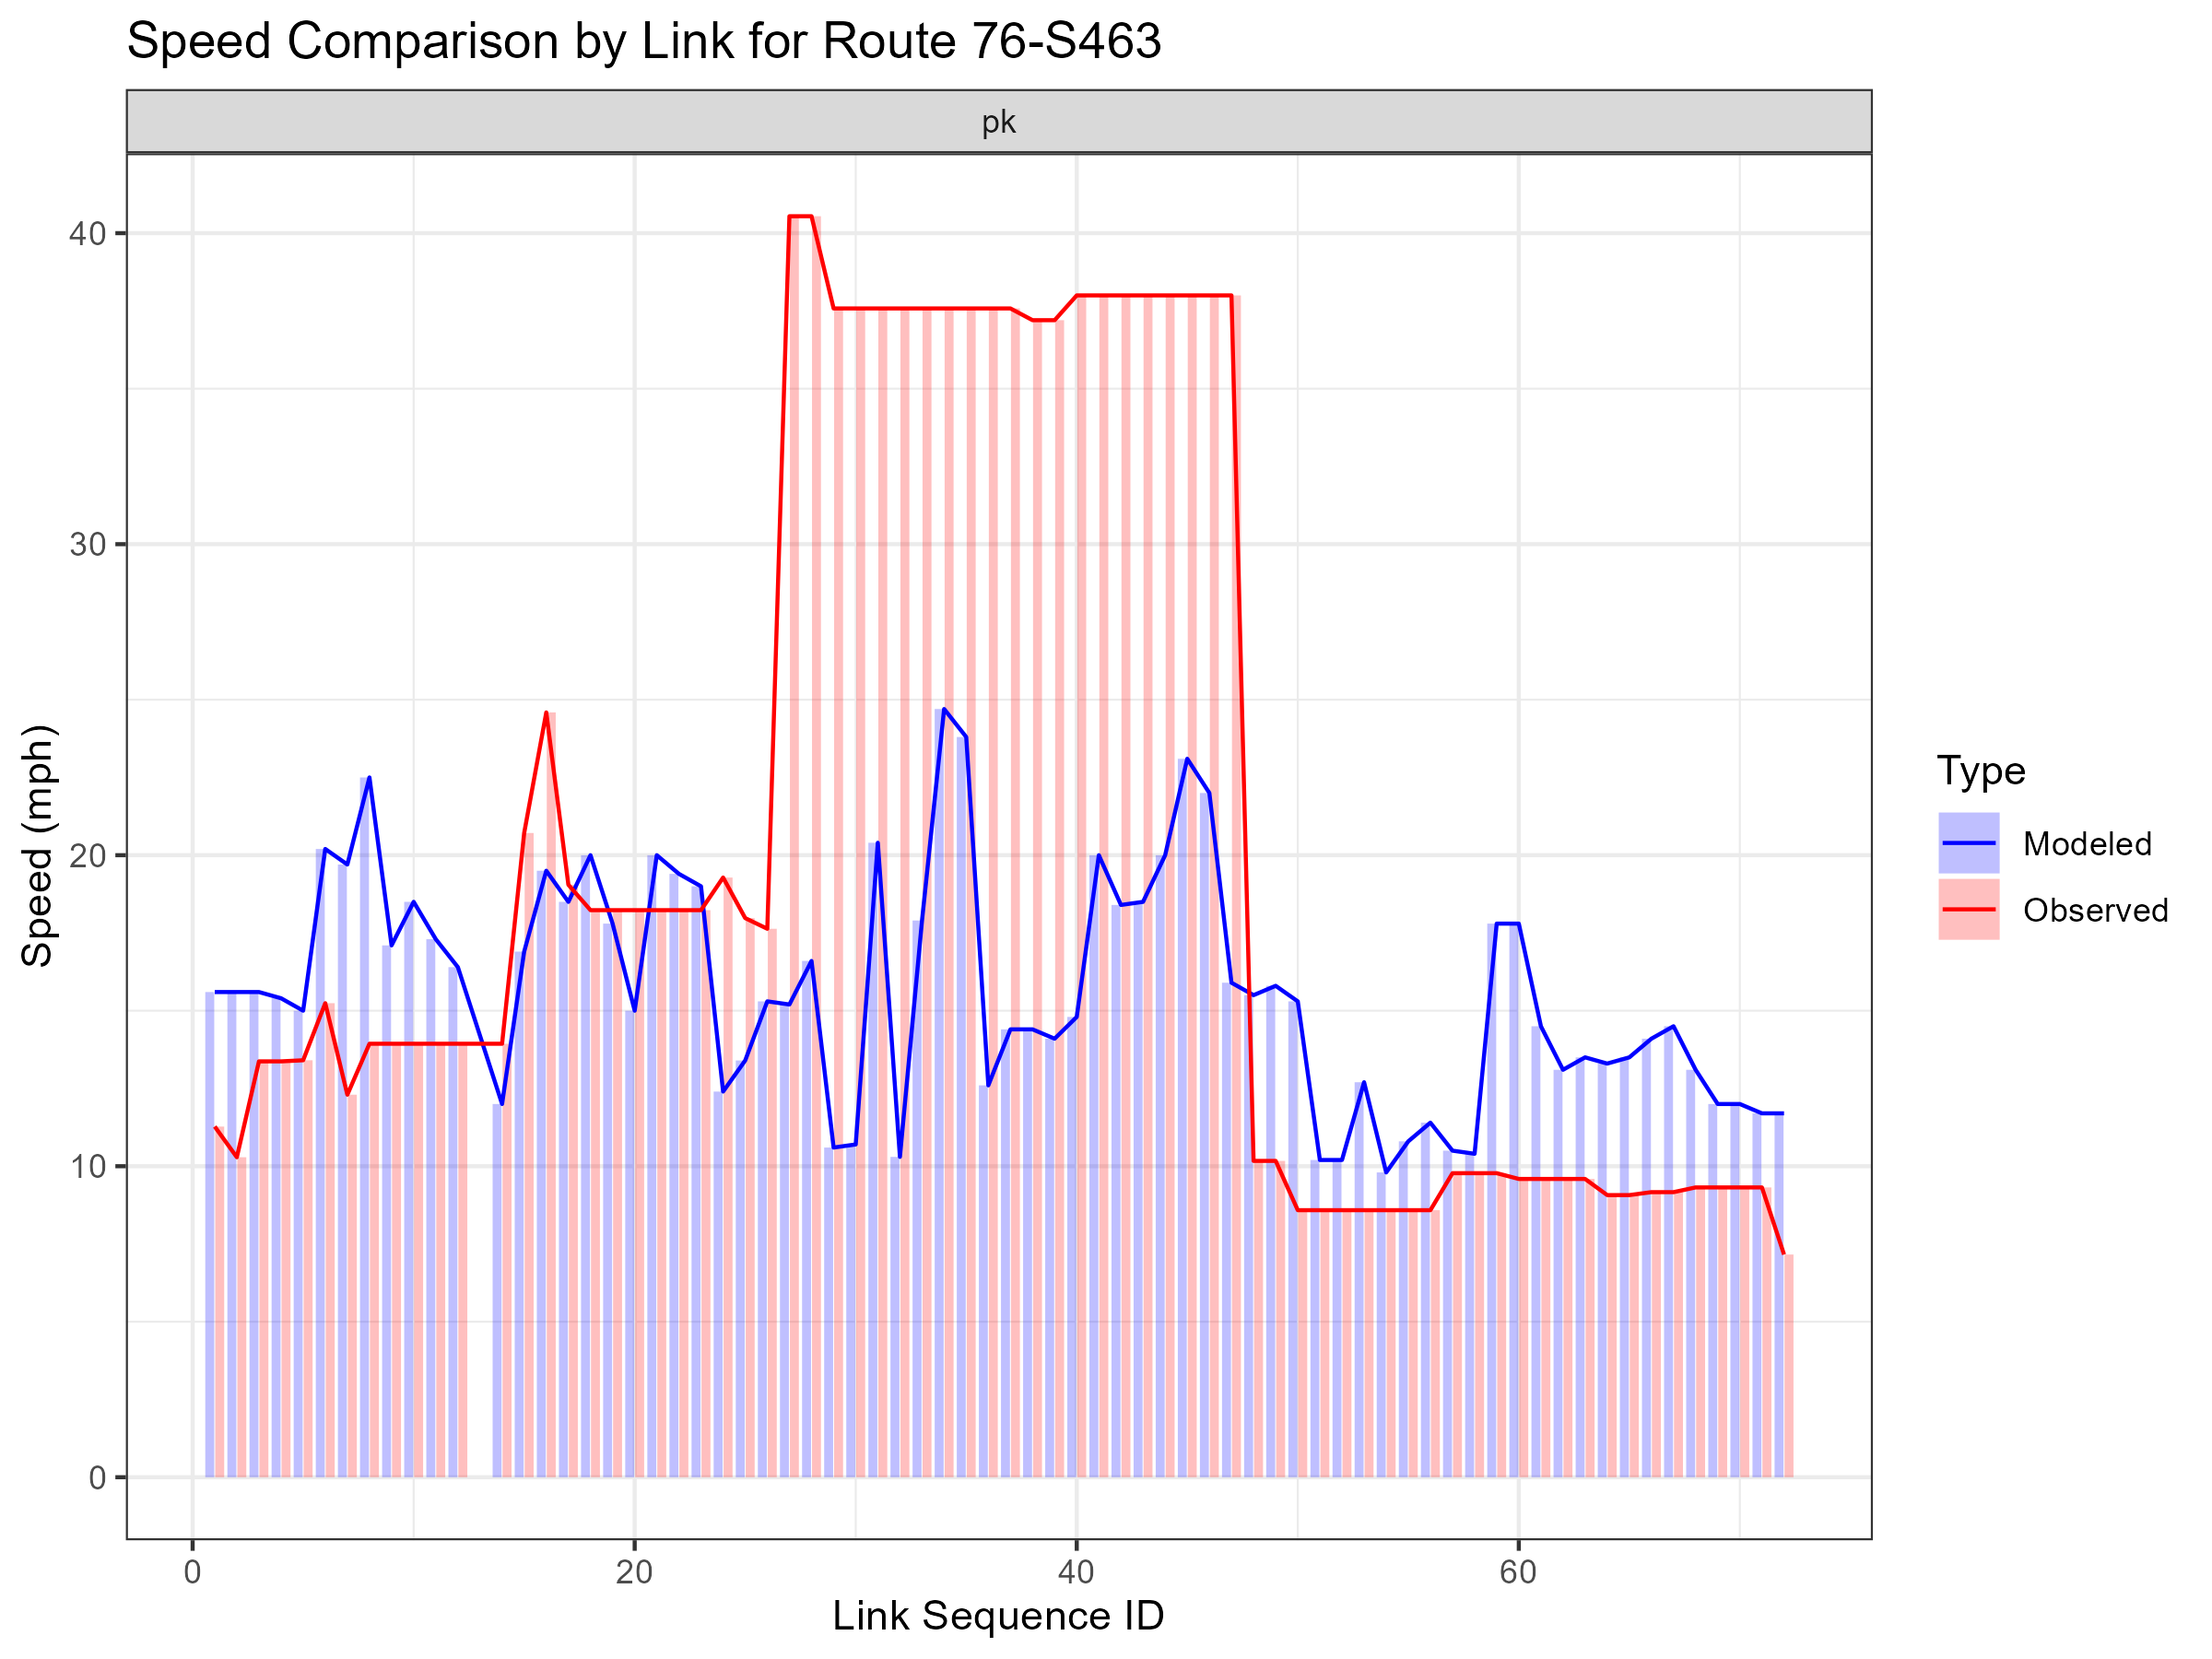 Speed Comparison by Link for Route 76-S463
pk
40
30
20
10
0
Speed (mph)
0 20 40 60
Link Sequence ID
Type
Modeled
Observed